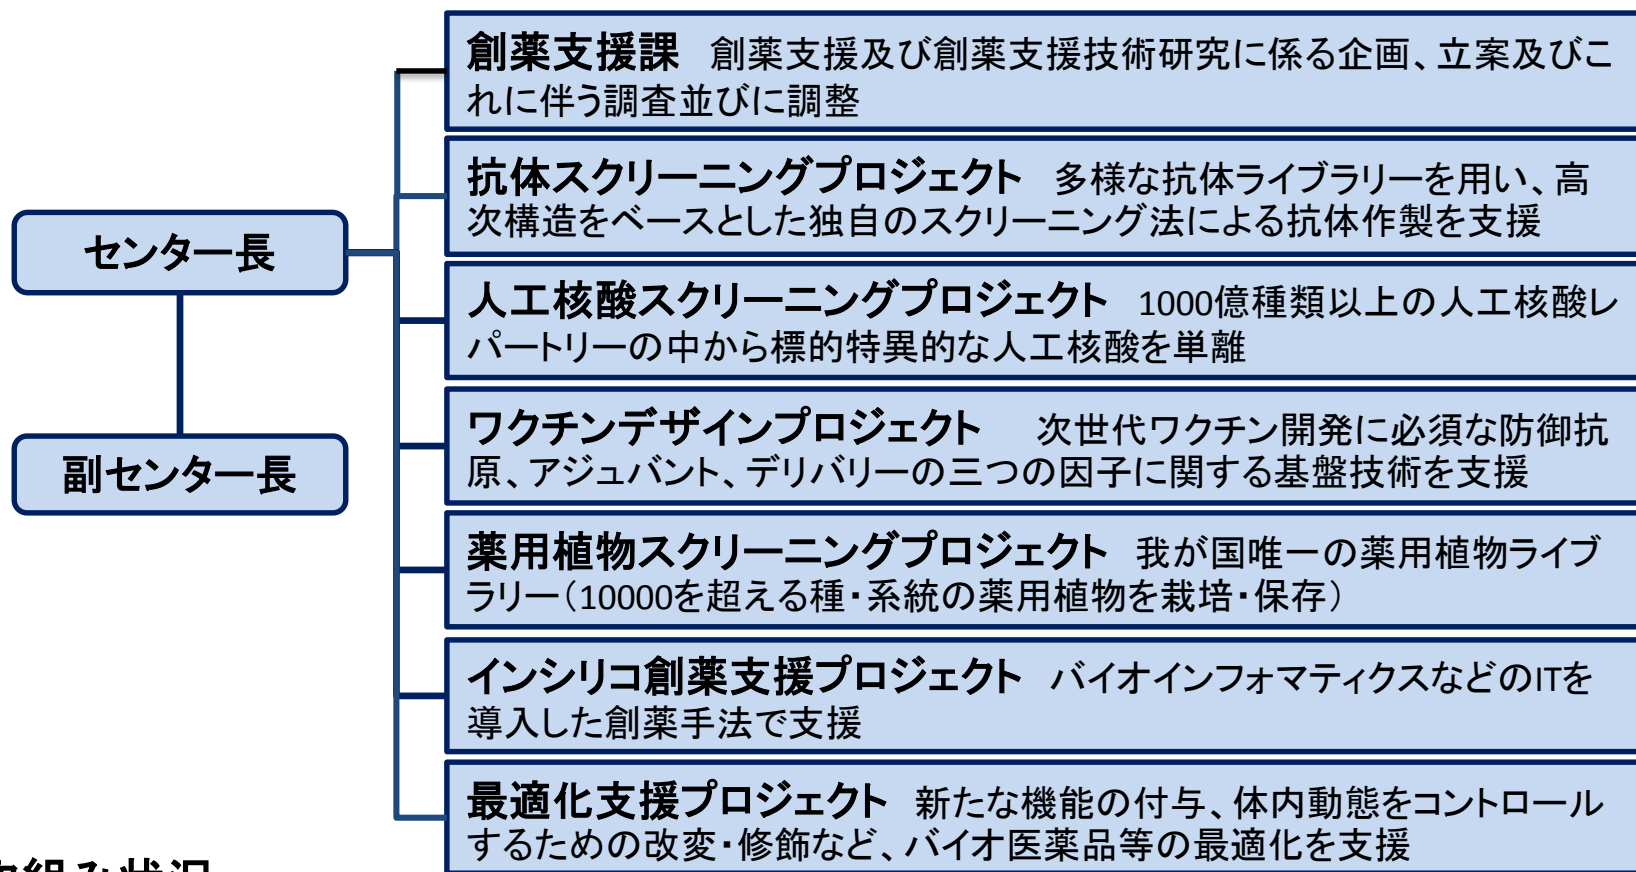 創薬支援課 創薬支援及び創薬支援技術研究に係る企画、立案及びこ
れに伴う調査並びに調整
抗体スクリーニングプロジェクト 多様な抗体ライブラリーを用い、高
次構造をベースとした独自のスクリーニング法による抗体作製を支援
センター長
人工核酸スクリーニングプロジェクト 1000億種類以上の人工核酸レ
パートリーの中から標的特異的な人工核酸を単離
ワクチンデザインプロジェクト 次世代ワクチン開発に必須な防御抗
原、アジュバント、デリバリーの三つの因子に関する基盤技術を支援
副センター長
薬用植物スクリーニングプロジェクト 我が国唯一の薬用植物ライブ
ラリー(10000を超える種・系統の薬用植物を栽培・保存)
インシリコ創薬支援プロジェクト バイオインフォマティクスなどのITを
導入した創薬手法で支援
最適化支援プロジェクト 新たな機能の付与、体内動態をコントロール
するための改変・修飾など、バイオ医薬品等の最適化を支援
組み状況